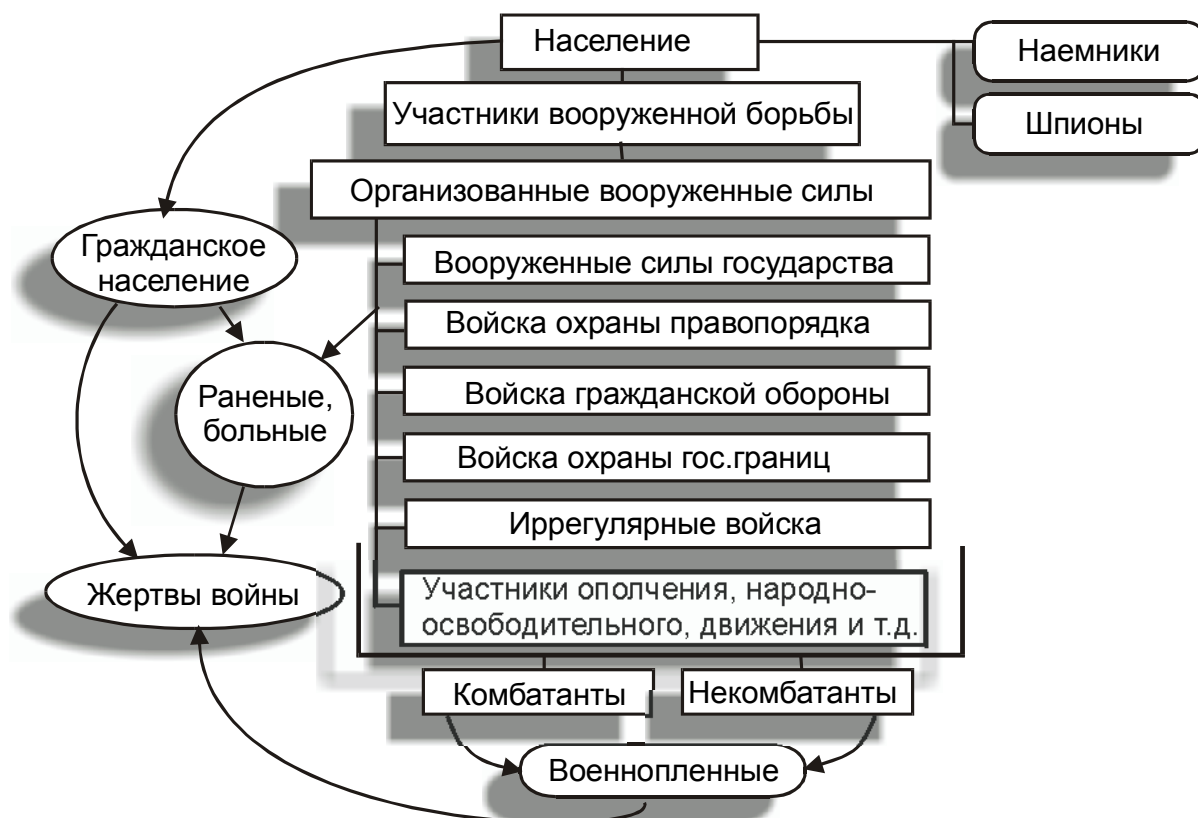 Население
Наемники
Шпионы
Участники вооруженной борьбы
Организованные вооруженные силы
Гражданское
население
Вооруженные силы государства
Войска охраны правопорядка
Раненые,
больные
Войска гражданской обороны
Войска охраны гос.границ
Иррегулярные войска
Жертвы войны
Участники ополчения, народно-
освободительного, движения и т.д.
Комбатанты
Некомбатанты
Военнопленные